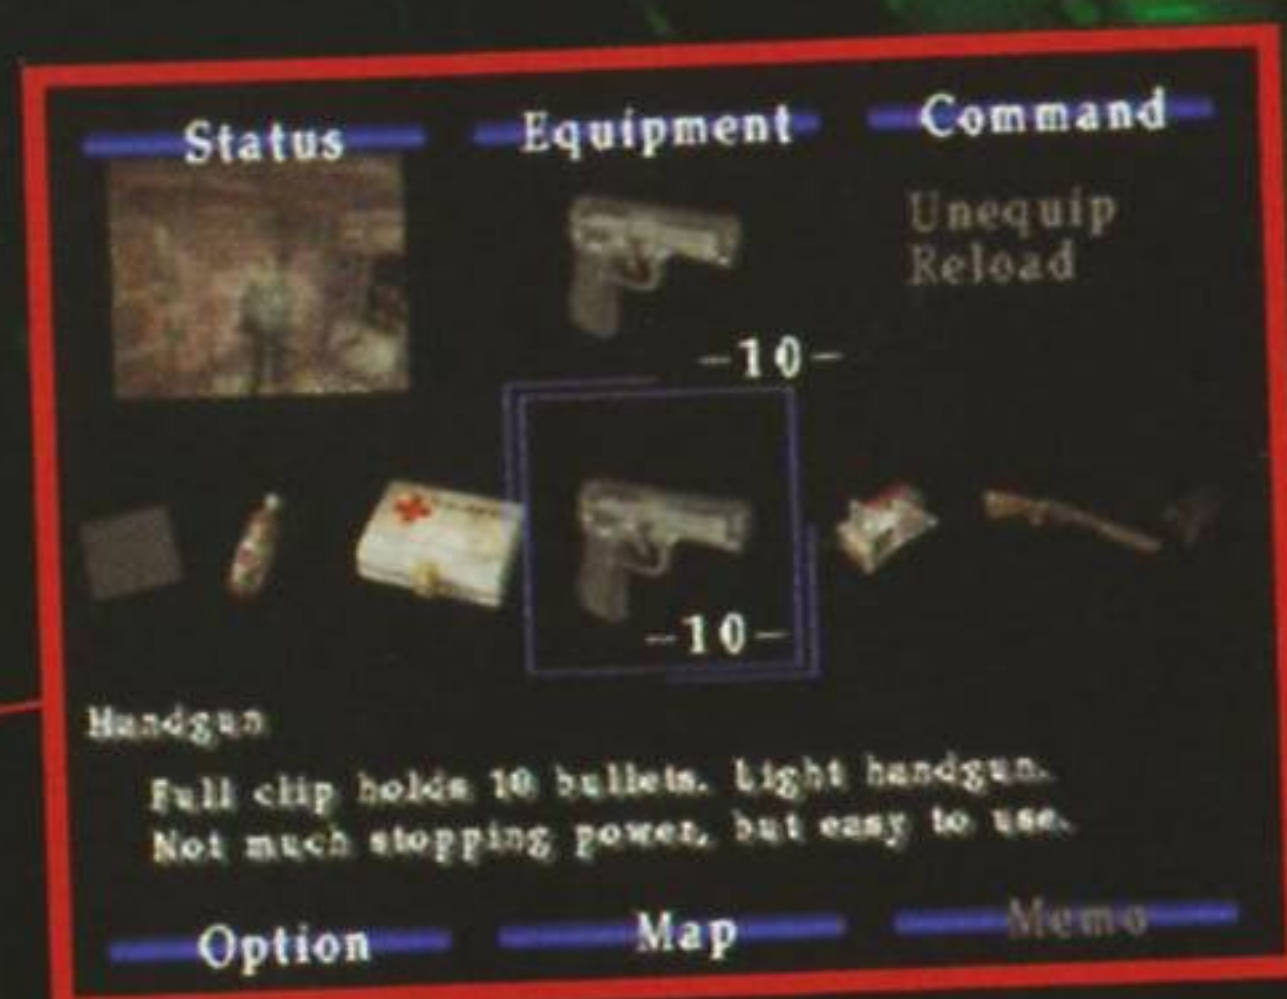 Status
Equipment
Command
Unequip
Reload
-10-
-10-
Handgun
Full clip holds 10 bullets. Light handgun.
Not much stopping power, but easy to use.
Option
Map
Memo